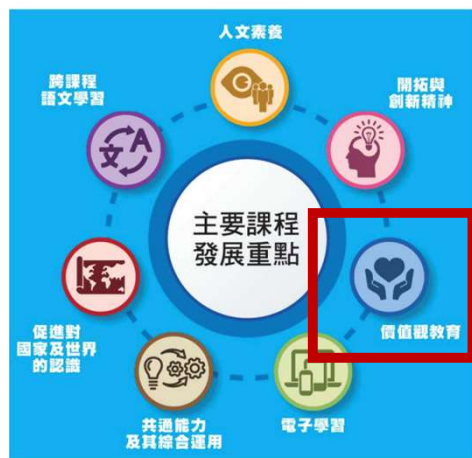 人文素養
開拓與
創新精神
價值觀教育
電子學習
共通能力
及其綜合運用
促進對
國家及世界
的認識
跨課程
語文學習
文A
主要課程
發展重點